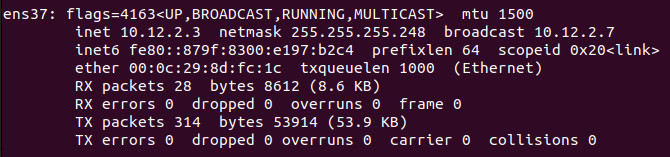 ens37: flags=4163<UP,BROADCAST,RUNNING,MULTICAST>  mtu 1500
        inet 10.12.2.3  netmask 255.255.255.248  broadcast 10.12.2.7
        inet6 fe80::879f:8300:e197:b2c4  prefixlen 64  scopeid 0x20<link>
        ether 00:0c:29:8d:fc:1c  txqueuelen 1000  (Ethernet)
        RX packets 28  bytes 8612 (8.6 KB)
        RX errors 0  dropped 0  overruns 0  frame 0
        TX packets 314  bytes 53914 (53.9 KB)
        TX errors 0  dropped 0 overruns 0  carrier 0  collisions 0